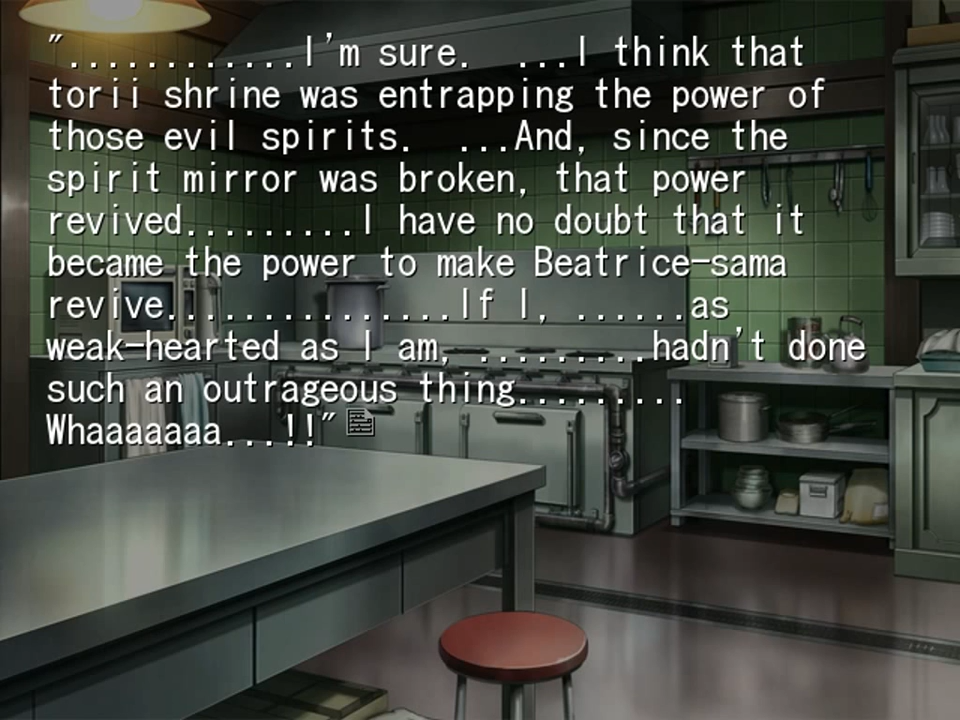 "............I'm sure.  ...I think that
torii shrine was entrapping the power of
those evil spirits.  ...And, since the
spirit mirror was broken, that power
revived.........I have no doubt that it
became the power to make Beatrice-sama
revive...............If I, ......as
weak-hearted as I am, .........hadn't done
such an outrageous thing.........
Whaaaaaaa...!!"